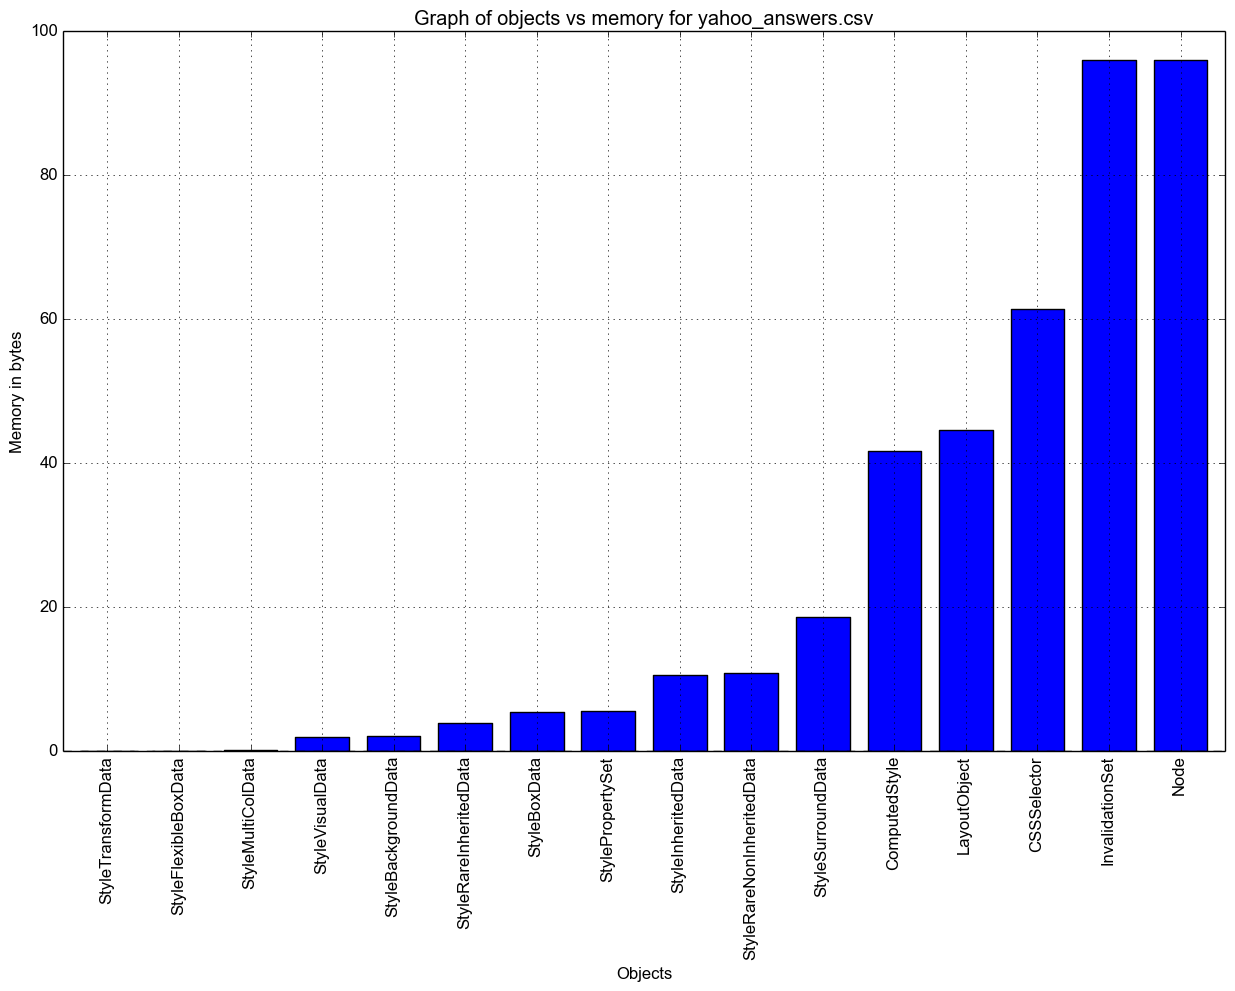 Graph of objects vs memory for yahoo_answers.csv
100
80
60
40
20
0
Memory in bytes
StyleTransformData
StyleFlexibleBoxData
StyleMultiColData
StyleVisualData
StyleBackgroundData
StyleRareInheritedData
StyleBoxData
StylePropertySet
StyleInheritedData
StyleRareNonInheritedData
StyleSurroundData
ComputedStyle
LayoutObject
CSSSelector
InvalidationSet
Node
Objects